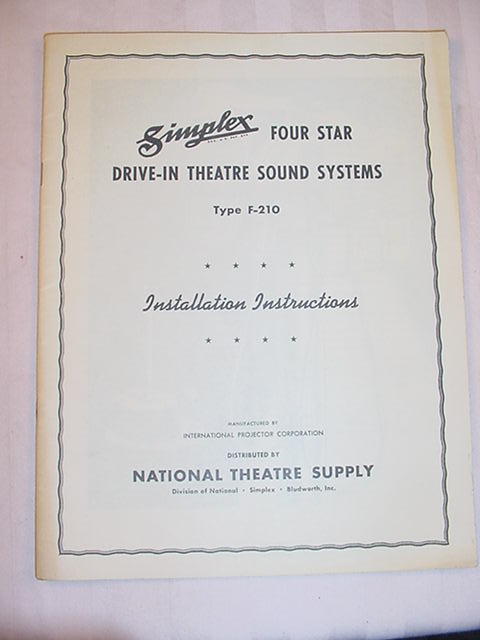 Simplex FOUR STAR
DRIVE-IN THEATRE SOUND SYSTEMS
Type F-210
Installation Instructions
MANUFACTURED BY
INTERNATIONAL PROJECTOR CORPORATION
DISTRIBUTED BY
NATIONAL THEATRE SUPPLY
Division of National • Simplex • Bludworth, Inc.